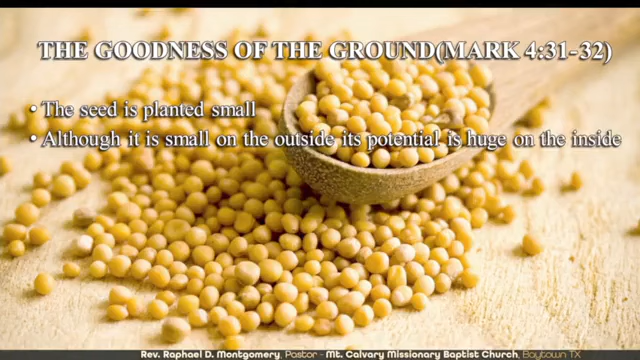 THE GOODNESS OF THE GROUND(MARK 4:31-32)
• The seed is planted small
• Although it is small on the outside its potential is huge on the inside
Rev. Raphael D. Montgomery, Pastor - Mt. Calvary Missionary Baptist Church, Baytown TX